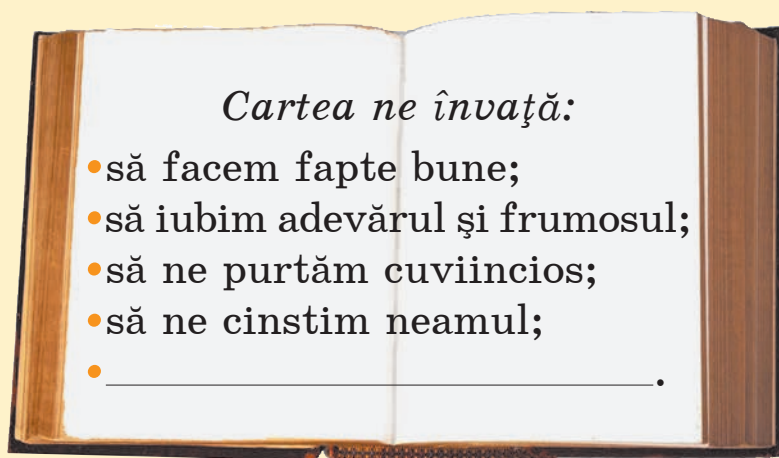 Cartea ne învaţă:
•să facem fapte bune;
•să iubim adevărul şi frumosul;
•să ne purtăm cuviincios;
•să ne cinstim neamul;
•____________________.